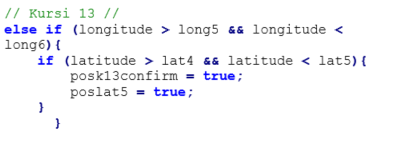 // Kursi 13 //
else if (longitude > long5 && longitude <
long6){
if (latitude > lat4 && latitude < lat5){
posk13confirm = true;
poslat5 = true;
}
}